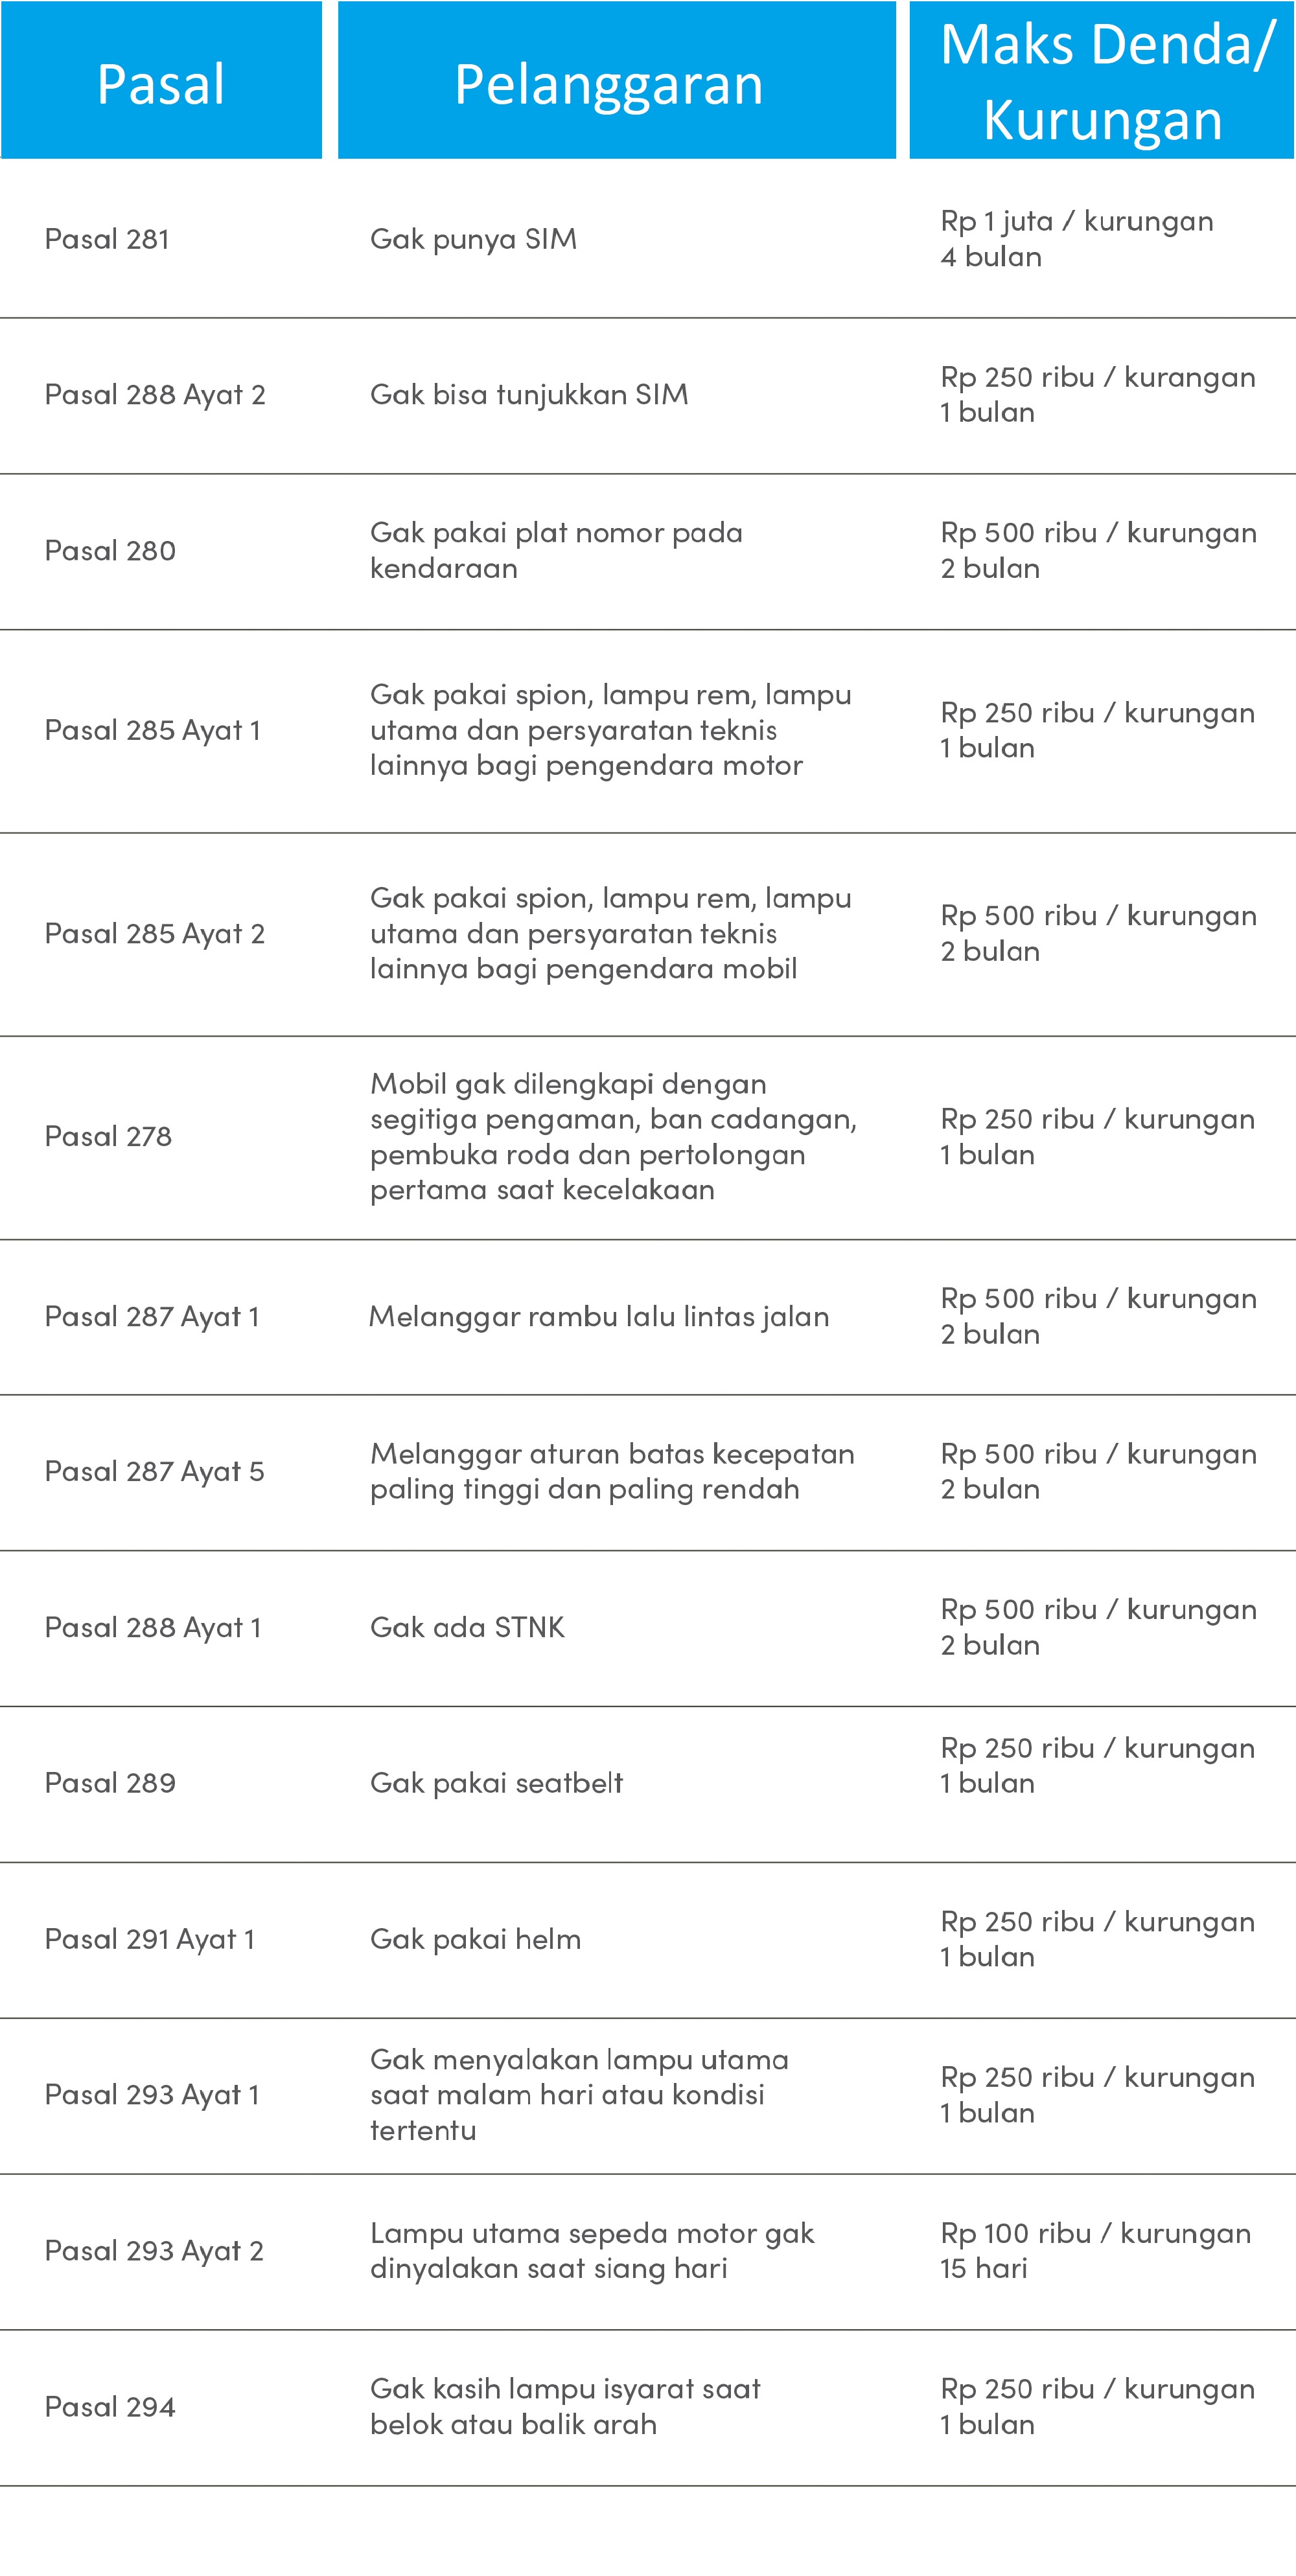 Pasal
Pelanggaran
Maks Denda/
Kurungan
Pasal 281
Gak punya SIM
Rp 1 juta / kurungan
4 bulan
Pasal 288 Ayat 2
Gak bisa tunjukkan SIM
Rp 250 ribu / kurangan
1 bulan
Pasal 280
Gak pakai plat nomor pada
kendaraan
Rp 500 ribu / kurungan
2 bulan
Pasal 285 Ayat 1
Gak pakai spion, lampu rem, lampu
utama dan persyaratan teknis
lainnya bagi pengendara motor
Rp 250 ribu / kurungan
1 bulan
Pasal 285 Ayat 2
Gak pakai spion, lampu rem, lampu
utama dan persyaratan teknis
lainnya bagi pengendara mobil
Rp 500 ribu / kurungan
2 bulan
Pasal 278
Mobil gak dilengkapi dengan
segitiga pengaman, ban cadangan,
pembuka roda dan pertolongan
pertama saat kecelakaan
Rp 250 ribu / kurungan
1 bulan
Pasal 287 Ayat 1
Melanggar rambu lalu lintas jalan
Rp 500 ribu / kurungan
2 bulan
Pasal 287 Ayat 5
Melanggar aturan batas kecepatan
paling tinggi dan paling rendah
Rp 500 ribu / kurungan
2 bulan
Pasal 288 Ayat 1
Gak ada STNK
Rp 500 ribu / kurungan
2 bulan
Pasal 289
Gak pakai seatbelt
Rp 250 ribu / kurungan
1 bulan
Pasal 291 Ayat 1
Gak pakai helm
Rp 250 ribu / kurungan
1 bulan
Pasal 293 Ayat 1
Gak menyalakan lampu utama
saat malam hari atau kondisi
tertentu
Rp 250 ribu / kurungan
1 bulan
Pasal 293 Ayat 2
Lampu utama sepeda motor gak
dinyalakan saat siang hari
Rp 100 ribu / kurungan
15 hari
Pasal 294
Gak kasih lampu isyarat saat
belok atau balik arah
Rp 250 ribu / kurungan
1 bulan